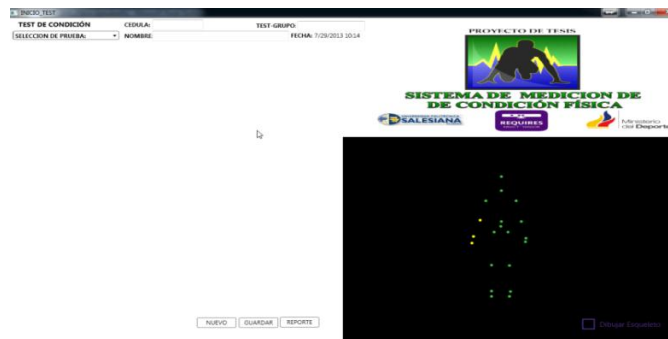 INICIO_TEST
TEST DE CONDICIÓN CEDULA: TEST-GRUPO:
SELECCION DE PRUEBA: NOMBRE: FECHA: 7/29/2013 10:14
PROYECTO DE TESIS
SISTEMA DE MEDICION DE
DE CONDICIÓN FÍSICA
SALESIANA
REQUIRES
Ministerio
del Deporte
NUEVO GUARDAR REPORTE
Dibujar Esqueleto